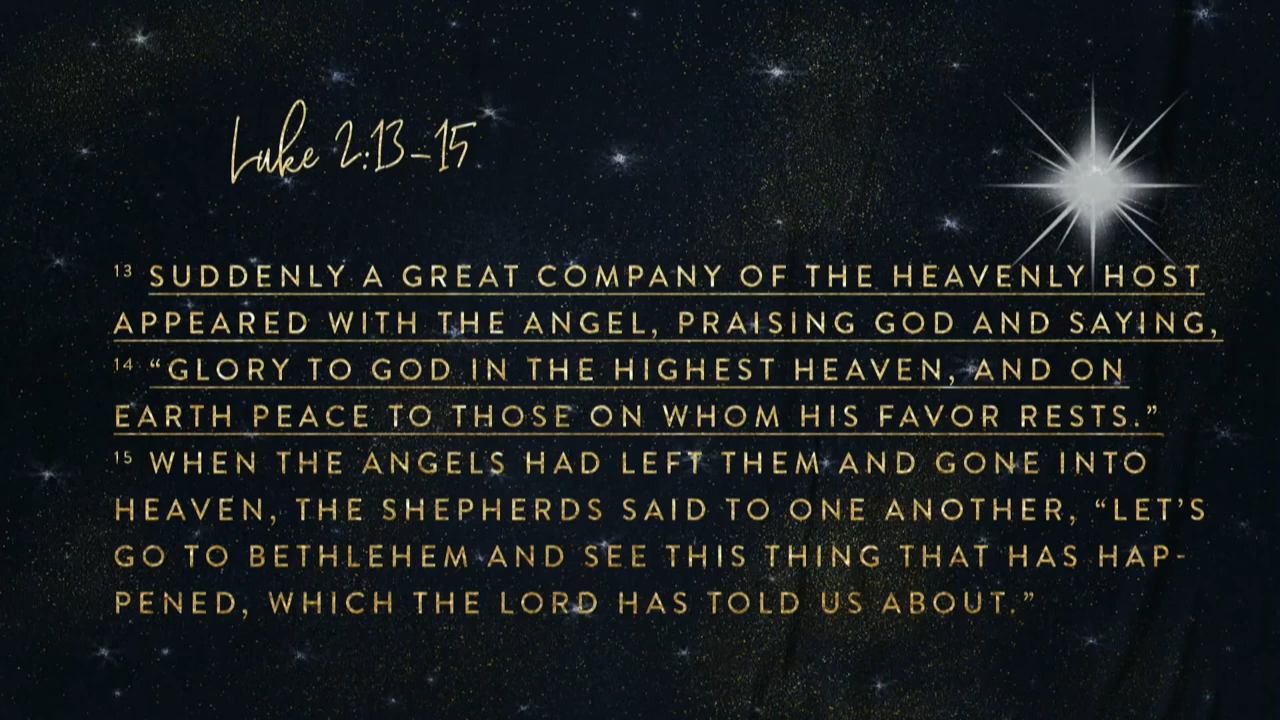 Luke 2:13-15
13 SUDDENLY A GREAT COMPANY OF THE HEAVENLY HOST
APPEARED WITH THE ANGEL, PRAISING GOD AND SAYING,
14 “GLORY TO GOD IN THE HIGHEST HEAVEN, AND ON
EARTH PEACE TO THOSE ON WHOM HIS FAVOR RESTS.”
15 WHEN THE ANGELS HAD LEFT THEM AND GONE INTO
HEAVEN, THE SHEPHERDS SAID TO ONE ANOTHER, “LET’S
GO TO BETHLEHEM AND SEE THIS THING THAT HAS HAP-
PENED, WHICH THE LORD HAS TOLD US ABOUT.”